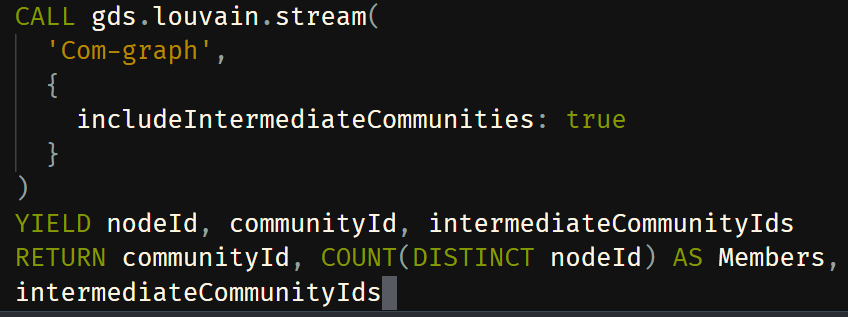 CALL gds.louvain.stream(
'Com-graph',
{
includeIntermediateCommunities: true
}
)
YIELD nodeId, communityId, intermediateCommunityIds
RETURN communityId, COUNT(DISTINCT nodeId) AS Members,
intermediateCommunityIds